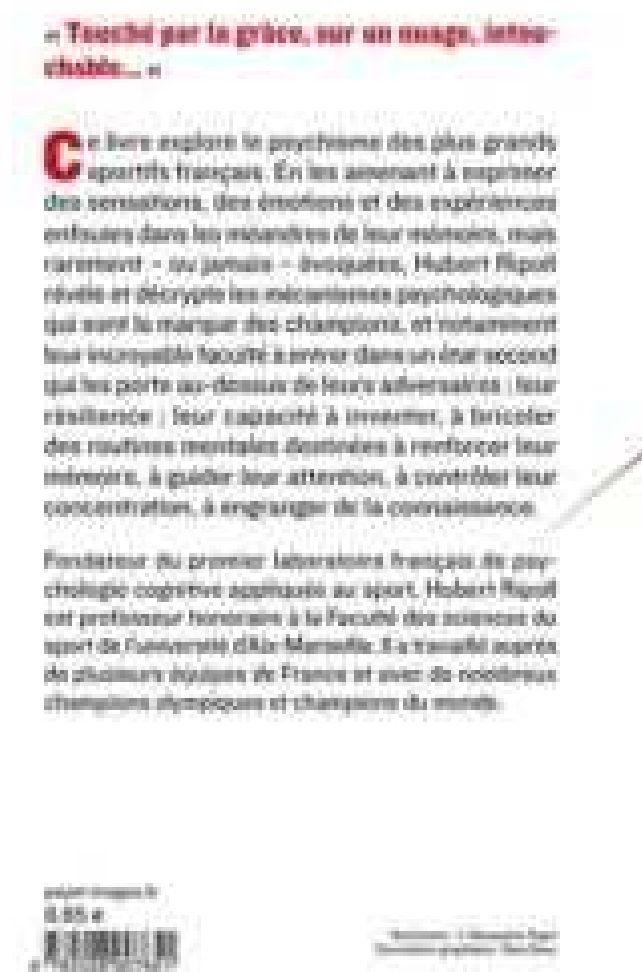 « Touché par la grâce, sur un nuage, intou-
chable... »
Ce livre explore le psychisme des plus grands
sportifs français. En les amenant à exprimer
des sensations, des émotions et des expériences
enfouies dans les méandres de leur mémoire, mais
rarement – ou jamais – évoquées, Hubert Ripoll
révèle et décrypte les mécanismes psychologiques
qui sont la marque des champions, et notamment
leur incroyable faculté à entrer dans un état second
qui les porte au-dessus de leurs adversaires ; leur
résilience ; leur capacité à inventer, à bricoler
des routines mentales destinées à renforcer leur
mémoire, à guider leur attention, à contrôler leur
concentration, à engranger de la connaissance.
Fondateur du premier laboratoire français de psy-
chologie cognitive appliquée au sport, Hubert Ripoll
est professeur honoraire à la Faculté des sciences du
sport de l'université d'Aix-Marseille. Il a travaillé auprès
de plusieurs équipes de France et avec de nombreux
champions olympiques et champions du monde.